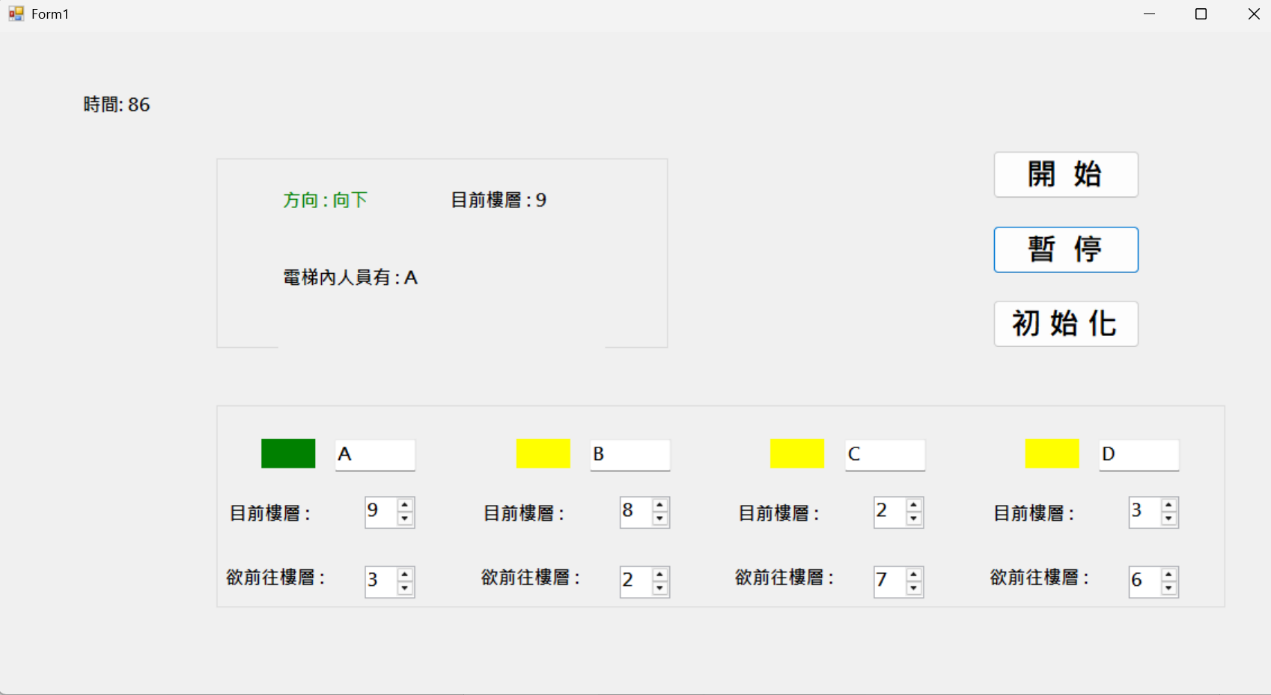 Form1
時間: 86
方向 : 向下 目前樓層 : 9
電梯內人員有 : A
開 始
暫 停
初 始 化
A B C D
目前樓層 : 9 目前樓層 : 8 目前樓層 : 2 目前樓層 : 3
欲前往樓層 : 3 欲前往樓層 : 2 欲前往樓層 : 7 欲前往樓層 : 6